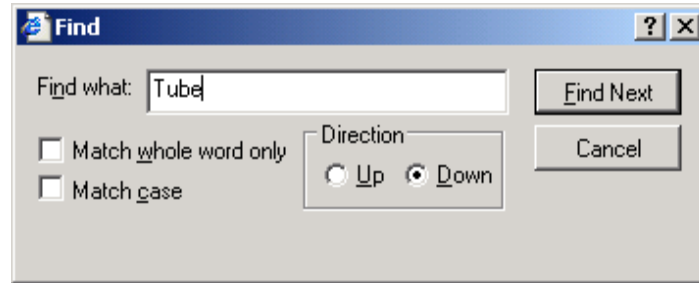 Find
Find what: Tube Find Next
Match whole word only Direction Cancel
Match case Up Down